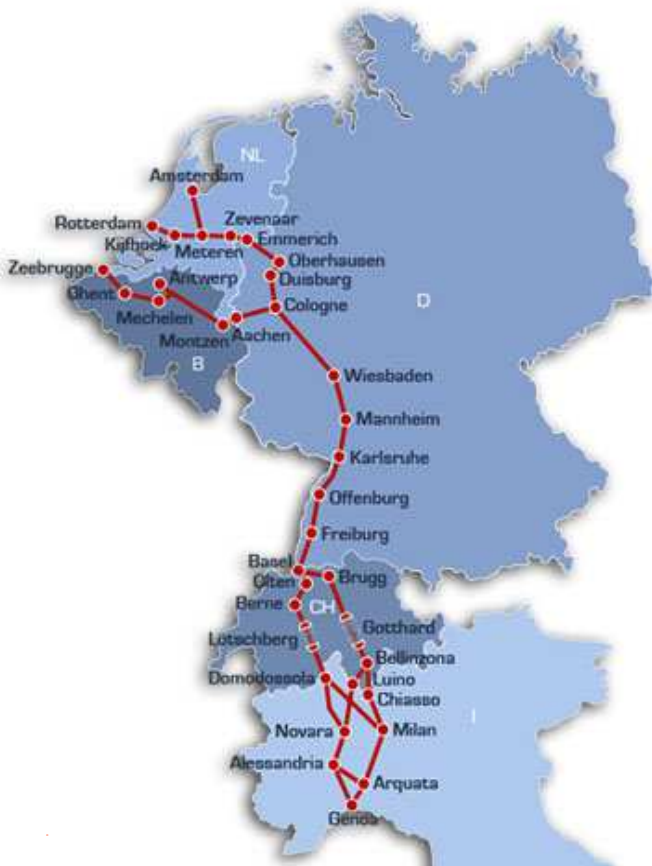 NL
Amsterdam
Rotterdam
Zevenaar
Kijfhoek
Meteren
Emmerich
Oberhausen
Zeebrugge
Antwerp
Duisburg
Ghent
Cologne
D
Mechelen
Aachen
Montzen
B
Wiesbaden
Mannheim
Karlsruhe
Offenburg
Freiburg
Basel
Olten
Brugg
Berne
CH
Gotthard
Lötschberg
Bellinzona
Domodossola
Luino
Chiasso
I
Novara
Milan
Alessandria
Arquata
Genoa